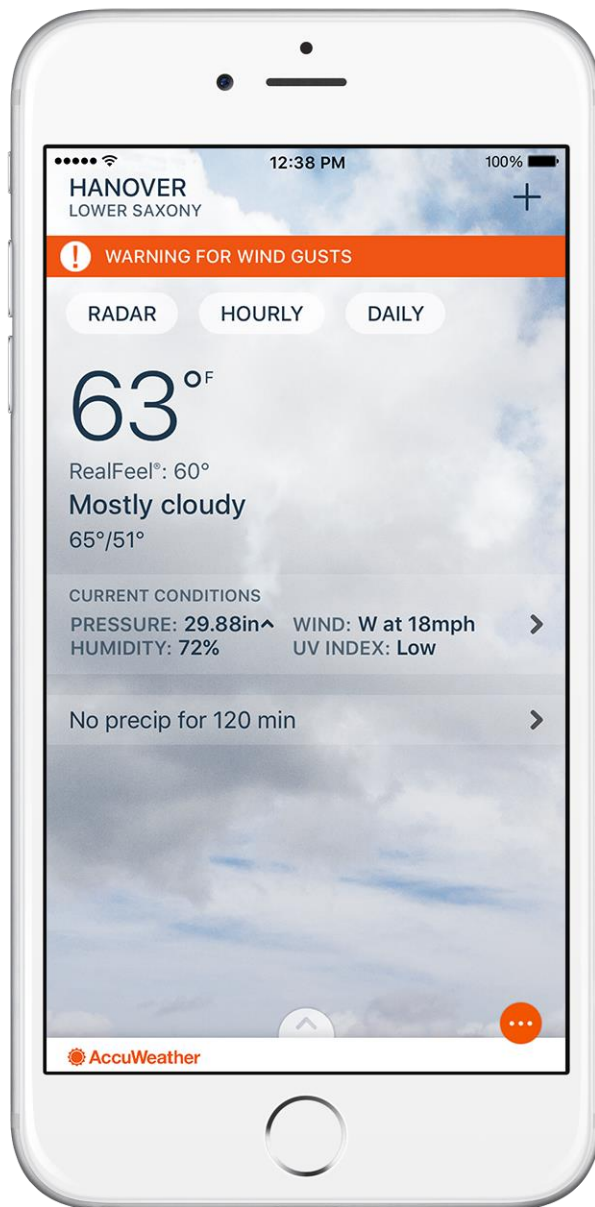 12:38 PM
100%
HANOVER
LOWER SAXONY
WARNING FOR WIND GUSTS
RADAR HOURLY DAILY
63°F
RealFeel®: 60°
Mostly cloudy
65°/51°
CURRENT CONDITIONS
PRESSURE: 29.88in WIND: W at 18mph
HUMIDITY: 72% UV INDEX: Low
No precip for 120 min
AccuWeather